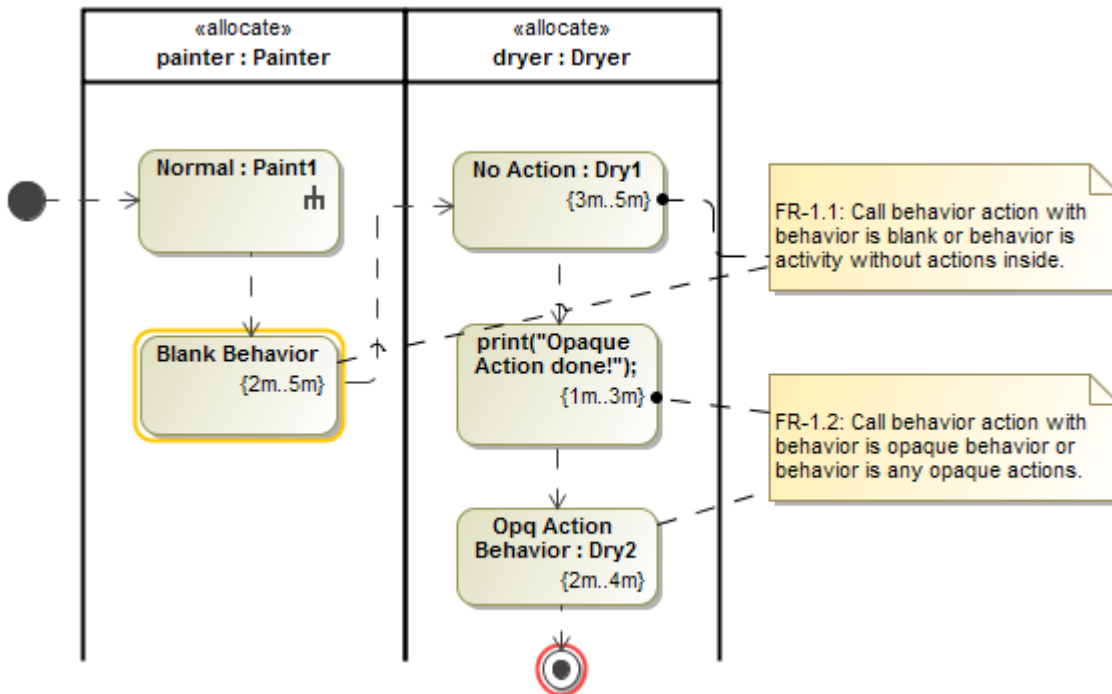 «allocate»
painter : Painter
«allocate»
dryer : Dryer
Normal : Paint1
Blank Behavior
{2m..5m}
No Action : Dry1
{3m..5m}
print("Opaque
Action done!");
{1m..3m}
Opq Action
Behavior : Dry2
{2m..4m}
FR-1.1: Call behavior action with
behavior is blank or behavior is
activity without actions inside.
FR-1.2: Call behavior action with
behavior is opaque behavior or
behavior is any opaque actions.